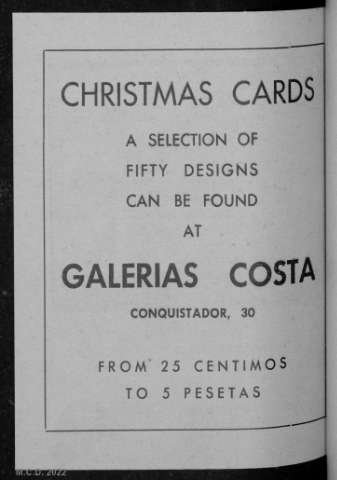 CHRISTMAS CARDS
A SELECTION OF
FIFTY DESIGNS
CAN BE FOUND
AT
GALERIAS COSTA
CONQUISTADOR, 30
FROM 25 CENTIMOS
TO 5 PESETAS
M.C.D. 2022